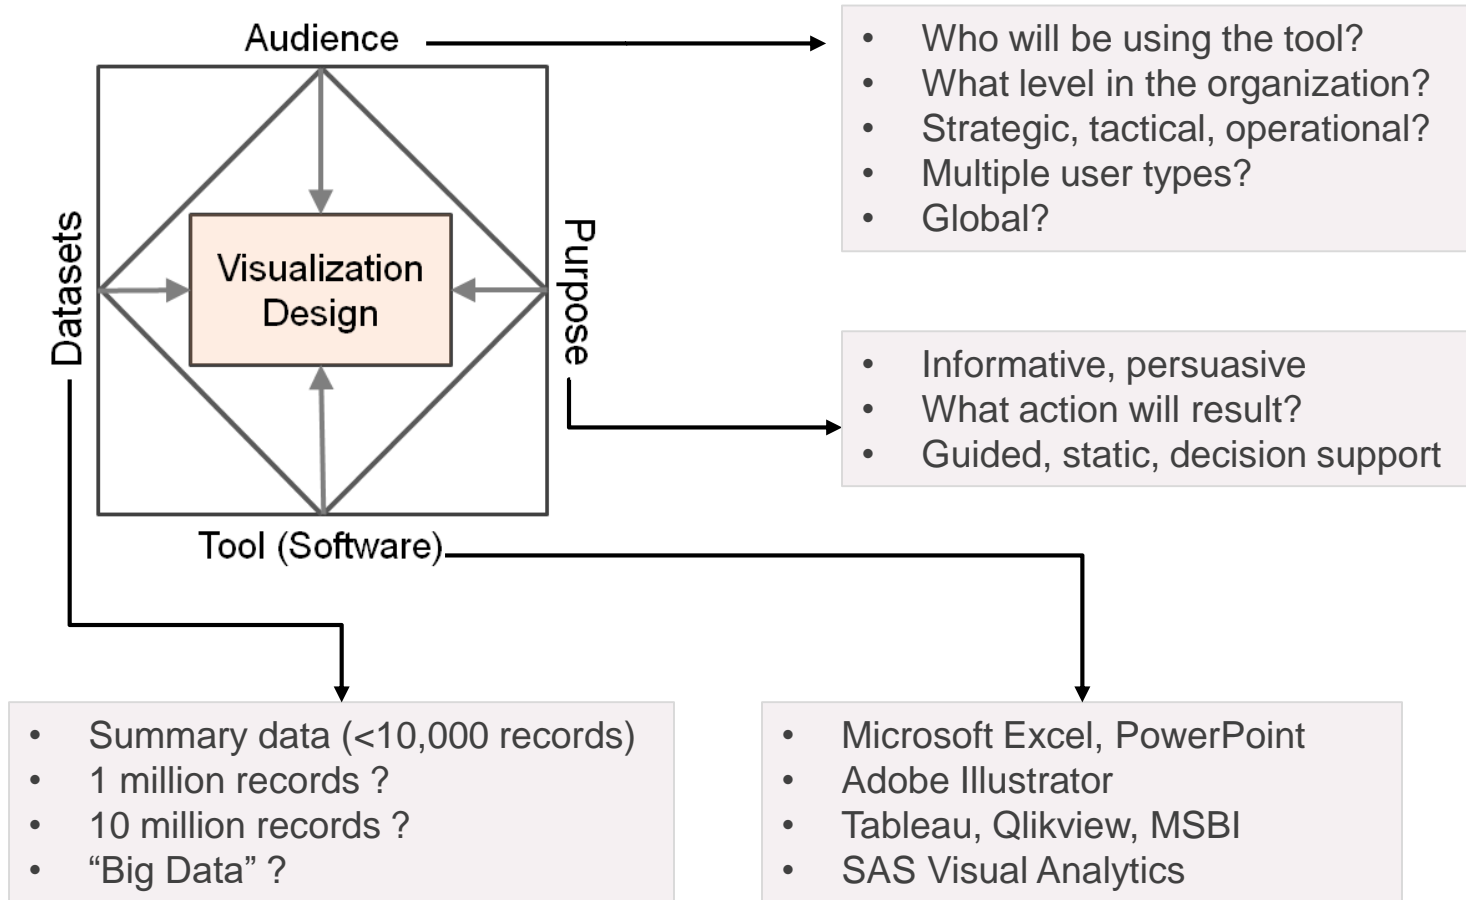 Audience
• Who will be using the tool?
• What level in the organization?
• Strategic, tactical, operational?
• Multiple user types?
• Global?
Datasets
Visualization
Design
Purpose
• Informative, persuasive
• What action will result?
• Guided, static, decision support
Tool (Software)
• Summary data (<10,000 records)
• 1 million records ?
• 10 million records ?
• “Big Data” ?
• Microsoft Excel, PowerPoint
• Adobe Illustrator
• Tableau, Qlikview, MSBI
• SAS Visual Analytics